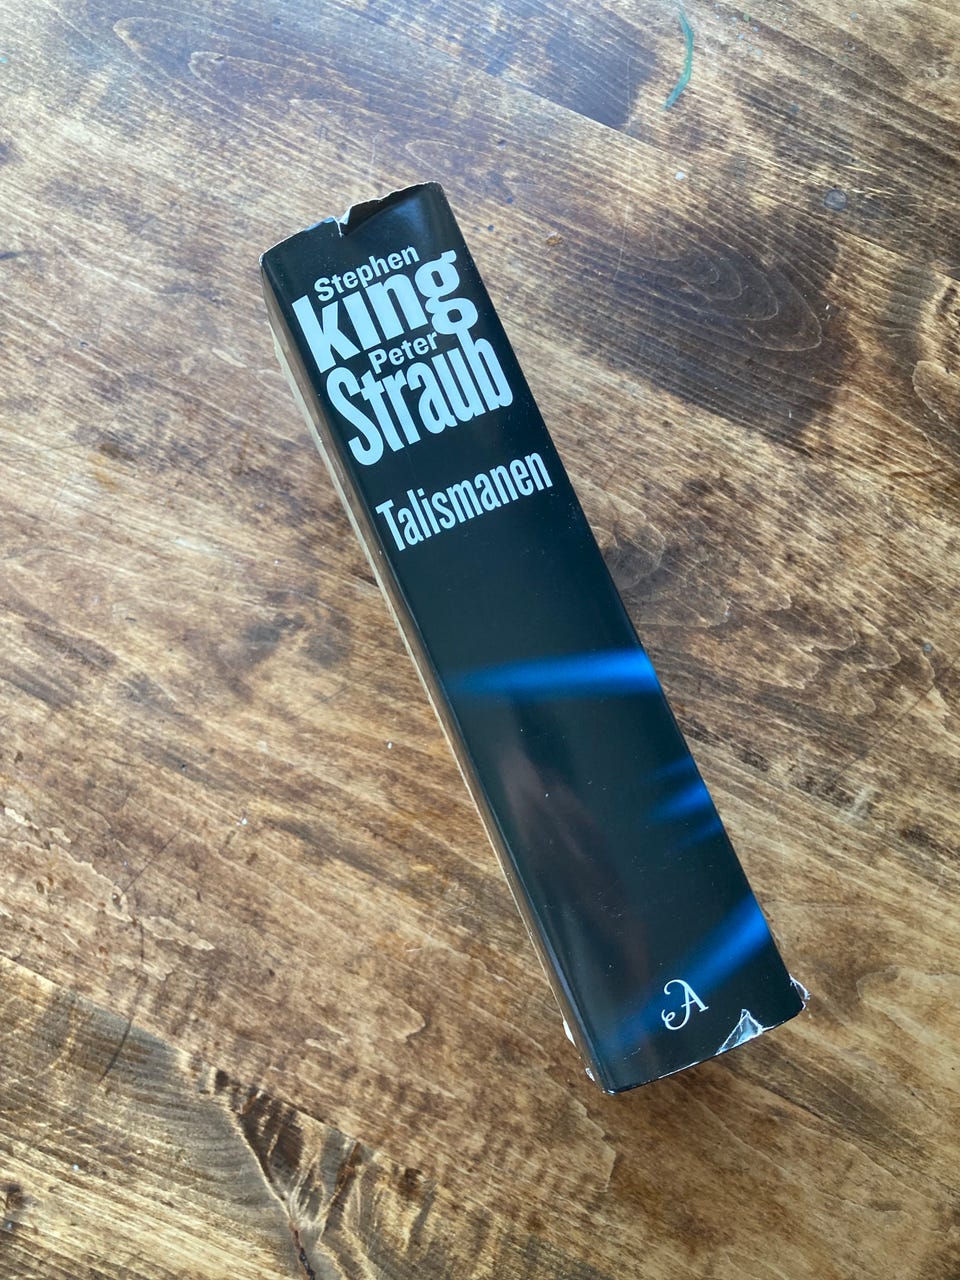 Stephen
king
Peter
Straub
Talismanen
A